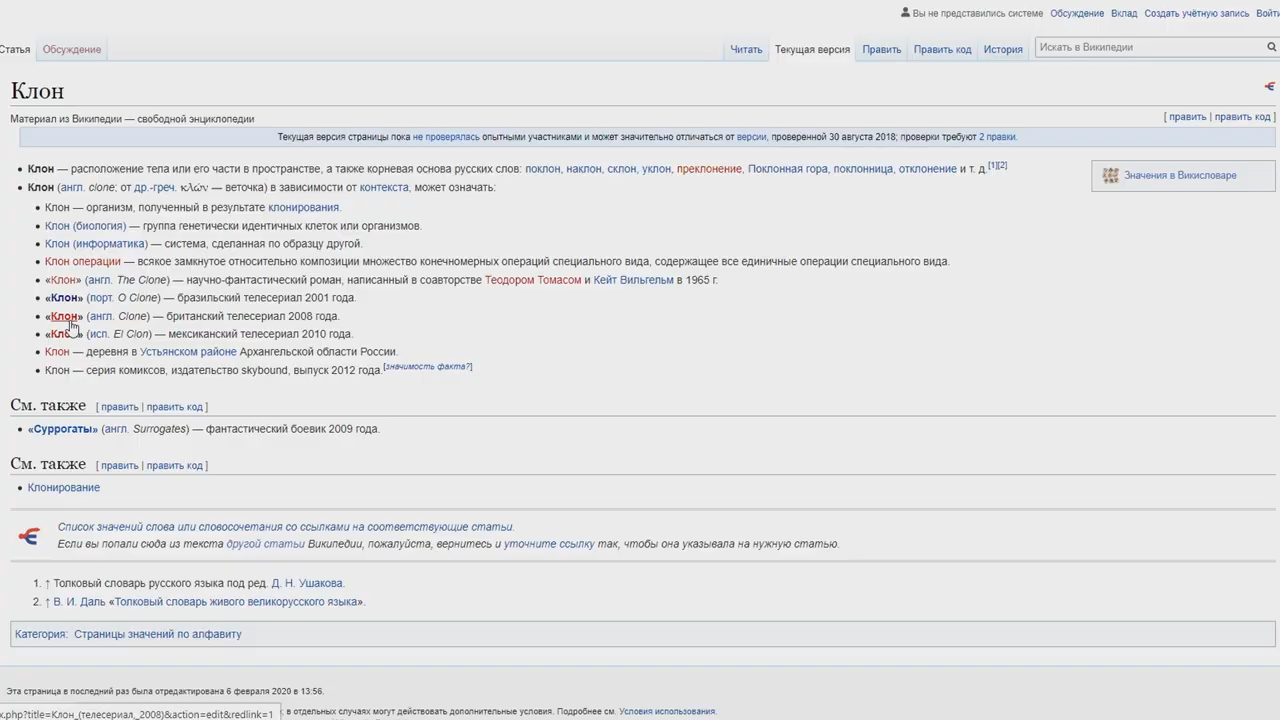 Вы не представились системе Обсуждение Вклад Создать учётную запись Войти
Статья Обсуждение Читать Текущая версия Править Править код История Искать в Википедии
Клон
Материал из Википедии — свободной энциклопедии [ править | править код ]
Текущая версия страницы пока не проверялась опытными участниками и может значительно отличаться от версии, проверенной 30 августа 2018; проверки требуют 2 правки.
Клон — расположение тела или его части в пространстве, а также корневая основа русских слов: поклон, наклон, склон, уклон, преклонение, Поклонная гора, поклонница, отклонение и т. д.[1][2]
Значения в Викисловаре
Клон (англ. clone; от др.-греч. κλών — веточка) в зависимости от контекста, может означать:
Клон — организм, полученный в результате клонирования.
Клон (биология) — группа генетически идентичных клеток или организмов.
Клон (информатика) — система, сделанная по образцу другой.
Клон операции — всякое замкнутое относительно композиции множество конечномерных операций специального вида, содержащее все единичные операции специального вида.
«Клон» (англ. The Clone) — научно-фантастический роман, написанный в соавторстве Теодором Томасом и Кейт Вильгельм в 1965 г.
«Клон» (порт. O Clone) — бразильский телесериал 2001 года.
«Клон» (англ. Clone) — британский телесериал 2008 года.
«Клон» (исп. El Clon) — мексиканский телесериал 2010 года.
Клон — деревня в Устьянском районе Архангельской области России.
Клон — серия комиксов, издательство skybound, выпуск 2012 года.[значимость факта?]
См. также [ править | править код ]
«Суррогаты» (англ. Surrogates) — фантастический боевик 2009 года.
См. также [ править | править код ]
Клонирование
Список значений слова или словосочетания со ссылками на соответствующие статьи.
Если вы попали сюда из текста другой статьи Википедии, пожалуйста, вернитесь и уточните ссылку так, чтобы она указывала на нужную статью.
1. ↑ Толковый словарь русского языка под ред. Д. Н. Ушакова.
2. ↑ В. И. Даль «Толковый словарь живого великорусского языка».
Категория: Страницы значений по алфавиту
Эта страница в последний раз была отредактирована 6 февраля 2020 в 13:56.
x.php?title=Клон_(телесериал,_2008)&action=edit&redlink=1 ; в отдельных случаях могут действовать дополнительные условия. Подробнее см. Условия использования.